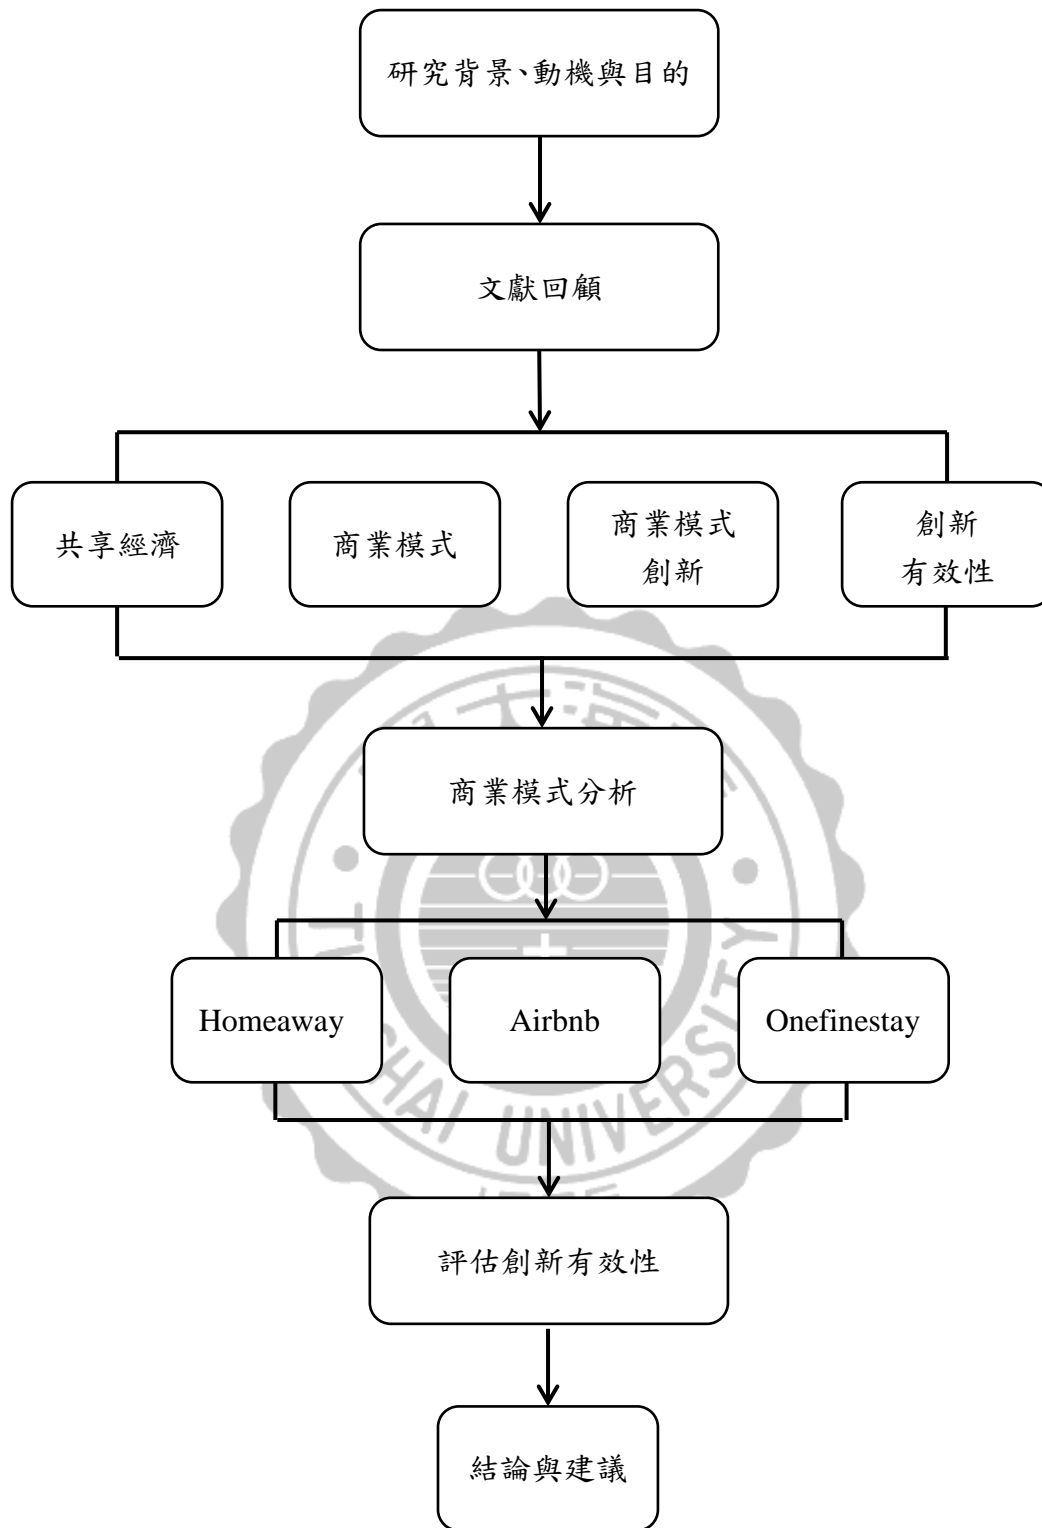 研究背景、動機與目的
文獻回顧
共享經濟
商業模式
商業模式
創新
創新
有效性
商業模式分析
Homeaway
Airbnb
Onefinestay
UNIVERSITY
評估創新有效性
結論與建議